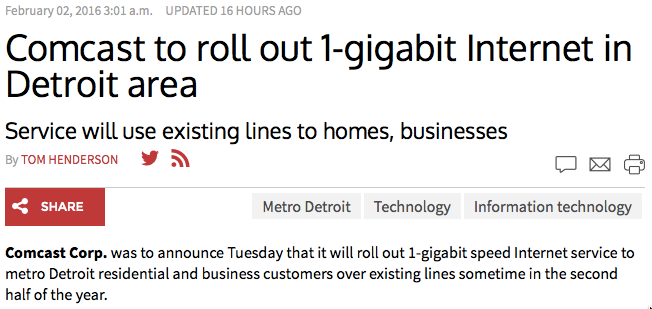 February 02, 2016 3:01 a.m. UPDATED 16 HOURS AGO
Comcast to roll out 1-gigabit Internet in
Detroit area
Service will use existing lines to homes, businesses
By TOM HENDERSON
SHARE
Metro Detroit Technology Information technology
Comcast Corp. was to announce Tuesday that it will roll out 1-gigabit speed Internet service to
metro Detroit residential and business customers over existing lines sometime in the second
half of the year.